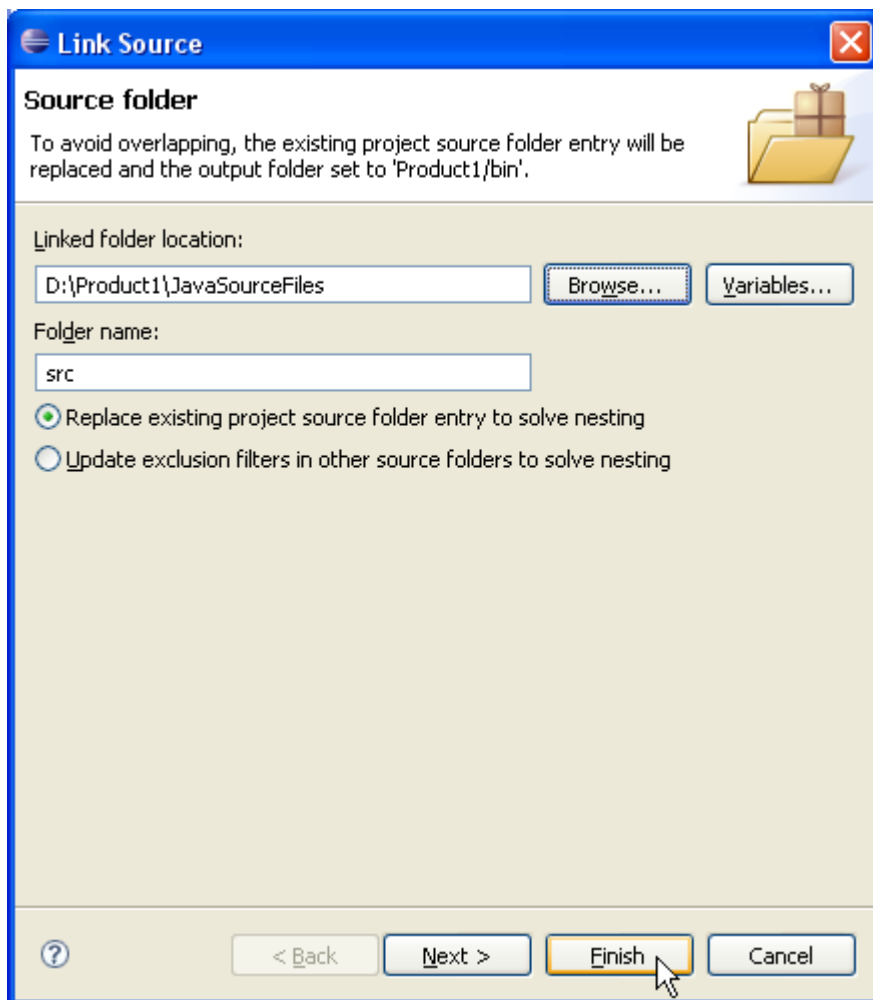 Link Source
Source folder
To avoid overlapping, the existing project source folder entry will be
replaced and the output folder set to 'Product1/bin'.
Linked folder location:
D:\Product1\JavaSourceFiles
Browse...
Variables...
Folder name:
src
Replace existing project source folder entry to solve nesting
Update exclusion filters in other source folders to solve nesting
?
< Back
Next >
Finish
Cancel